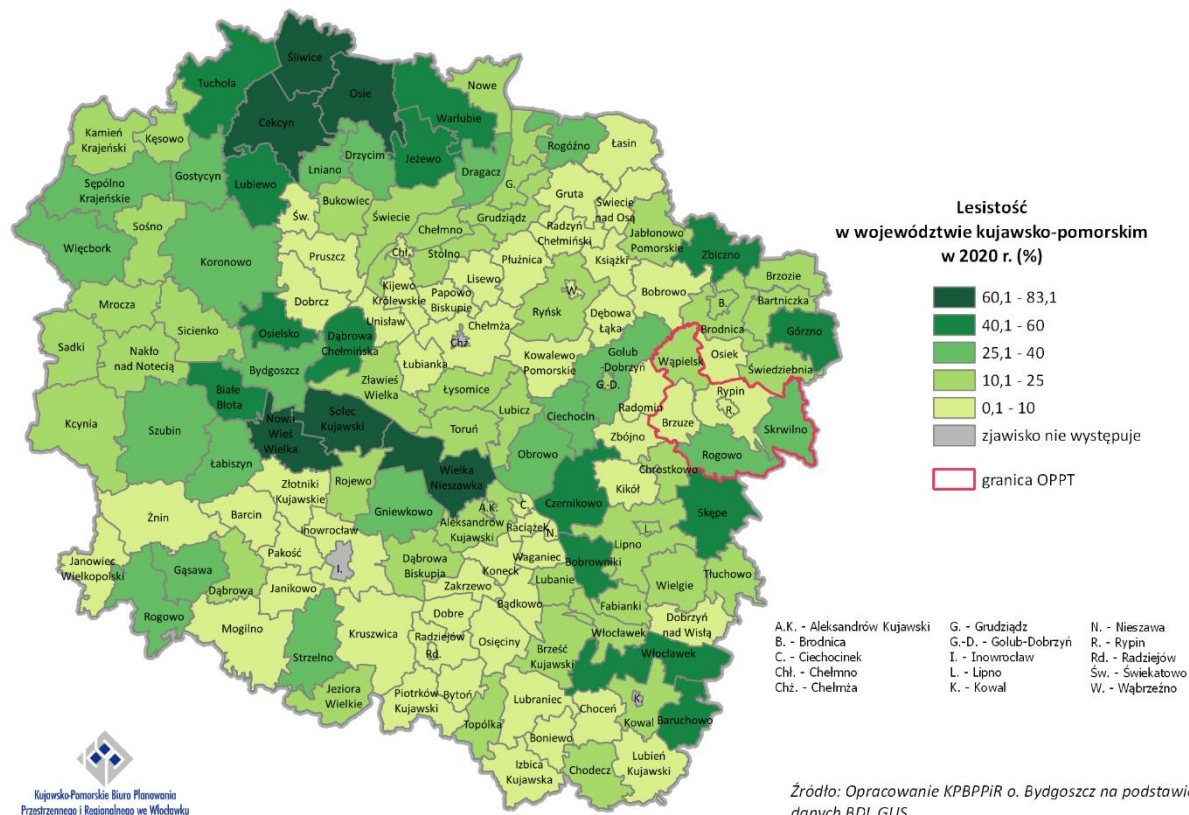 Śliwice
Tuchola
Osie
Nowe
Cekcyn
Warlubie
Kamień
Krajeński
Kęsowo
Jeżewo
Rogóźno
Łasin
Drzycim
Gostycyn
Lniano
Dragacz
Sępólno
Krajeńskie
Lubiewo
G.
Gruta
Świecie
nad Osą
Bukowiec
Św.
Świecie
Grudziądz
Radzyń
Chełmiński
Sośno
Chełmno
Jabłonowo
Pomorskie
Zbiczno
Więcbork
Koronowo
Pruszcz
Chł.
Stolno
Płużnica
Książki
Brzozie
Lisewo
Kijewo
Królewskie
Papowo
Biskupie
W.
Bobrowo
B.
Bartniczka
Mrocza
Dobrcz
Unisław
Ryńsk
Dębowa
Łąka
Brodnica
Górzno
Sicienko
Osielsko
Dąbrowa
Chełmińska
Chełmża
Chż.
Sadki
Nakło
nad Notecią
Łubianka
Kowalewo
Pomorskie
Golub
-Dobrzyń
Wąpielsk
Osiek
Świedziebnia
Bydgoszcz
Zławieś
Wielka
Łysomice
G.-D.
Rypin
R.
Białe
Błota
Lubicz
Ciechocin
Radomin
Brzuze
Skrwilno
Kcynia
Szubin
Solec
Kujawski
Nowa
Wieś
Wielka
Toruń
Zbójno
Rogowo
Łabiszyn
Obrowo
Wielka
Nieszawka
Chrostkowo
Złotniki
Kujawskie
Rojewo
Czernikowo
Kikół
Gniewkowo
A.K.
C.
Skępe
Żnin
Barcin
Inowrocław
Aleksandrów
Kujawski
Raciążek
N.
L.
Lipno
Pakość
I.
Waganiec
Bobrowniki
Janowiec
Wielkopolski
Gąsawa
Dąbrowa
Biskupia
Koneck
Tłuchowo
Dąbrowa
Janikowo
Zakrzewo
Lubanie
Wielgie
Rogowo
Bądkowo
Fabianki
Dobre
Dobrzyń
nad Wisłą
Mogilno
Kruszwica
Radziejów
Rd.
Osięciny
Włocławek
Strzelno
Brześć
Kujawski
Włocławek
Jeziora
Wielkie
Piotrków
Kujawski
Bytoń
Lubraniec
Choceń
K.
Kowal
Baruchowo
Topólka
Boniewo
Izbica
Kujawska
Chodecz
Lubień
Kujawski
Lesistość
w województwie kujawsko-pomorskim
w 2020 r. (%)
60,1 - 83,1
40,1 - 60
25,1 - 40
10,1 - 25
0,1 - 10
zjawisko nie występuje
granica OPPT
A.K. - Aleksandrów Kujawski
B. - Brodnica
C. - Ciechocinek
Chł. - Chełmno
Chż. - Chełmża
G. - Grudziądz
G.-D. - Golub-Dobrzyń
I. - Inowrocław
L. - Lipno
K. - Kowal
N. - Nieszawa
R. - Rypin
Rd. - Radziejów
Św. - Świekatowo
W. - Wąbrzeźno
Kujawsko-Pomorskie Biuro Planowania
Przestrzennego i Regionalnego we Włocławku
Źródło: Opracowanie KPBPPiR o. Bydgoszcz na podstawie
danych BDL GUS